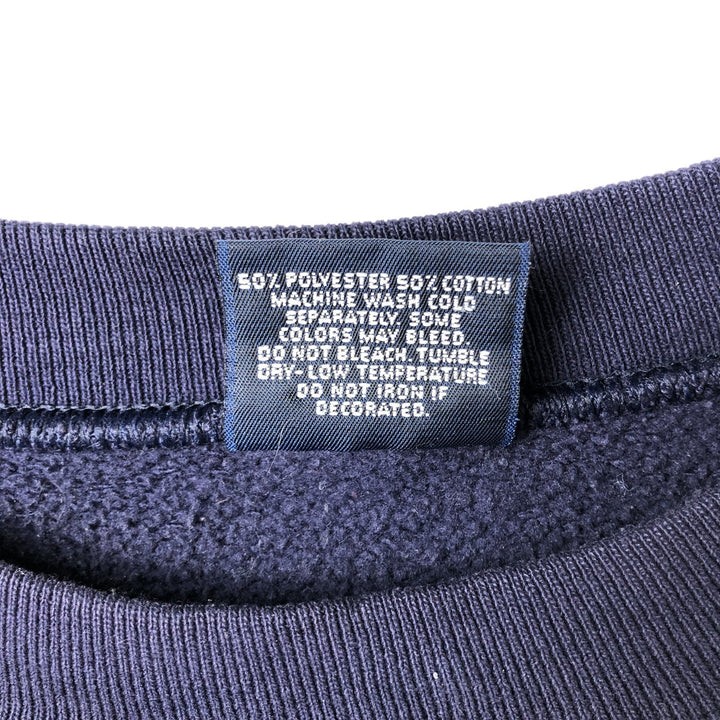 50% POLYESTER 50% COTTON
MACHINE WASH COLD
SEPARATELY. SOME
COLORS MAY BLEED.
DO NOT BLEACH. TUMBLE
DRY-LOW TEMPERATURE
DO NOT IRON IF
DECORATED.